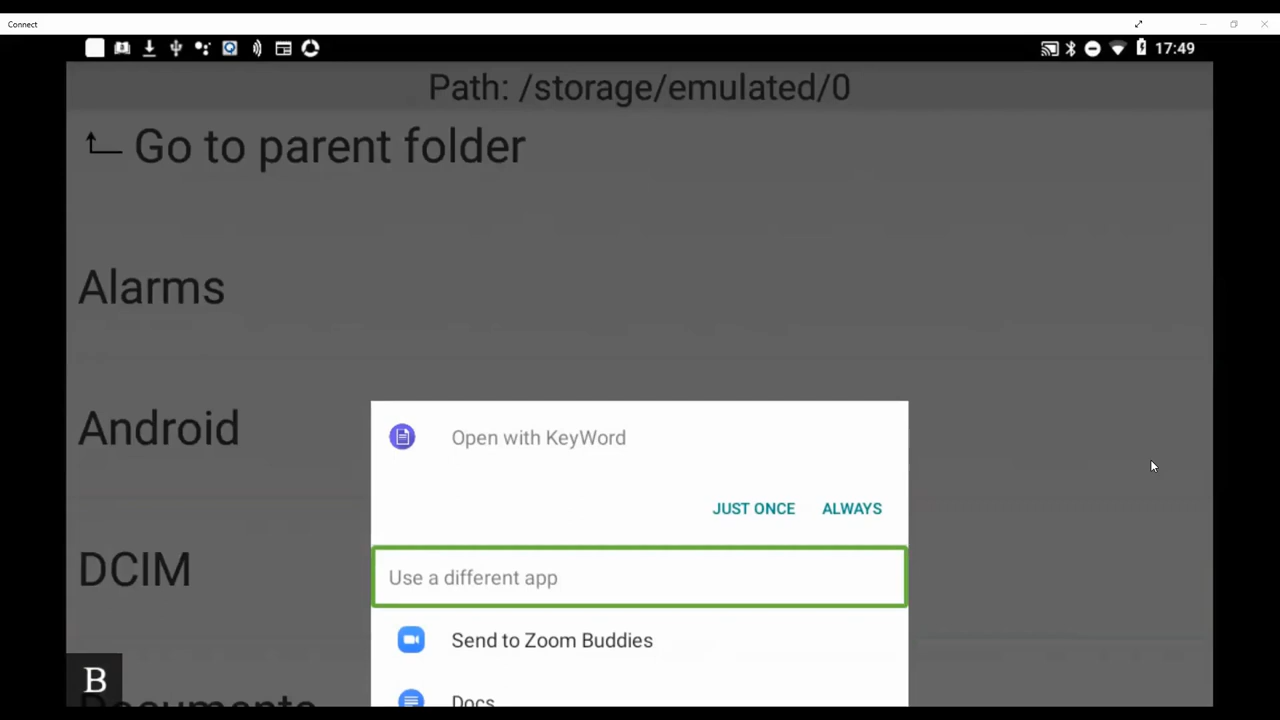 Connect
17:49
Path: /storage/emulated/0
Go to parent folder
Alarms
Android
DCIM
Documents
Open with KeyWord
JUST ONCE ALWAYS
Use a different app
Send to Zoom Buddies
Docs
B